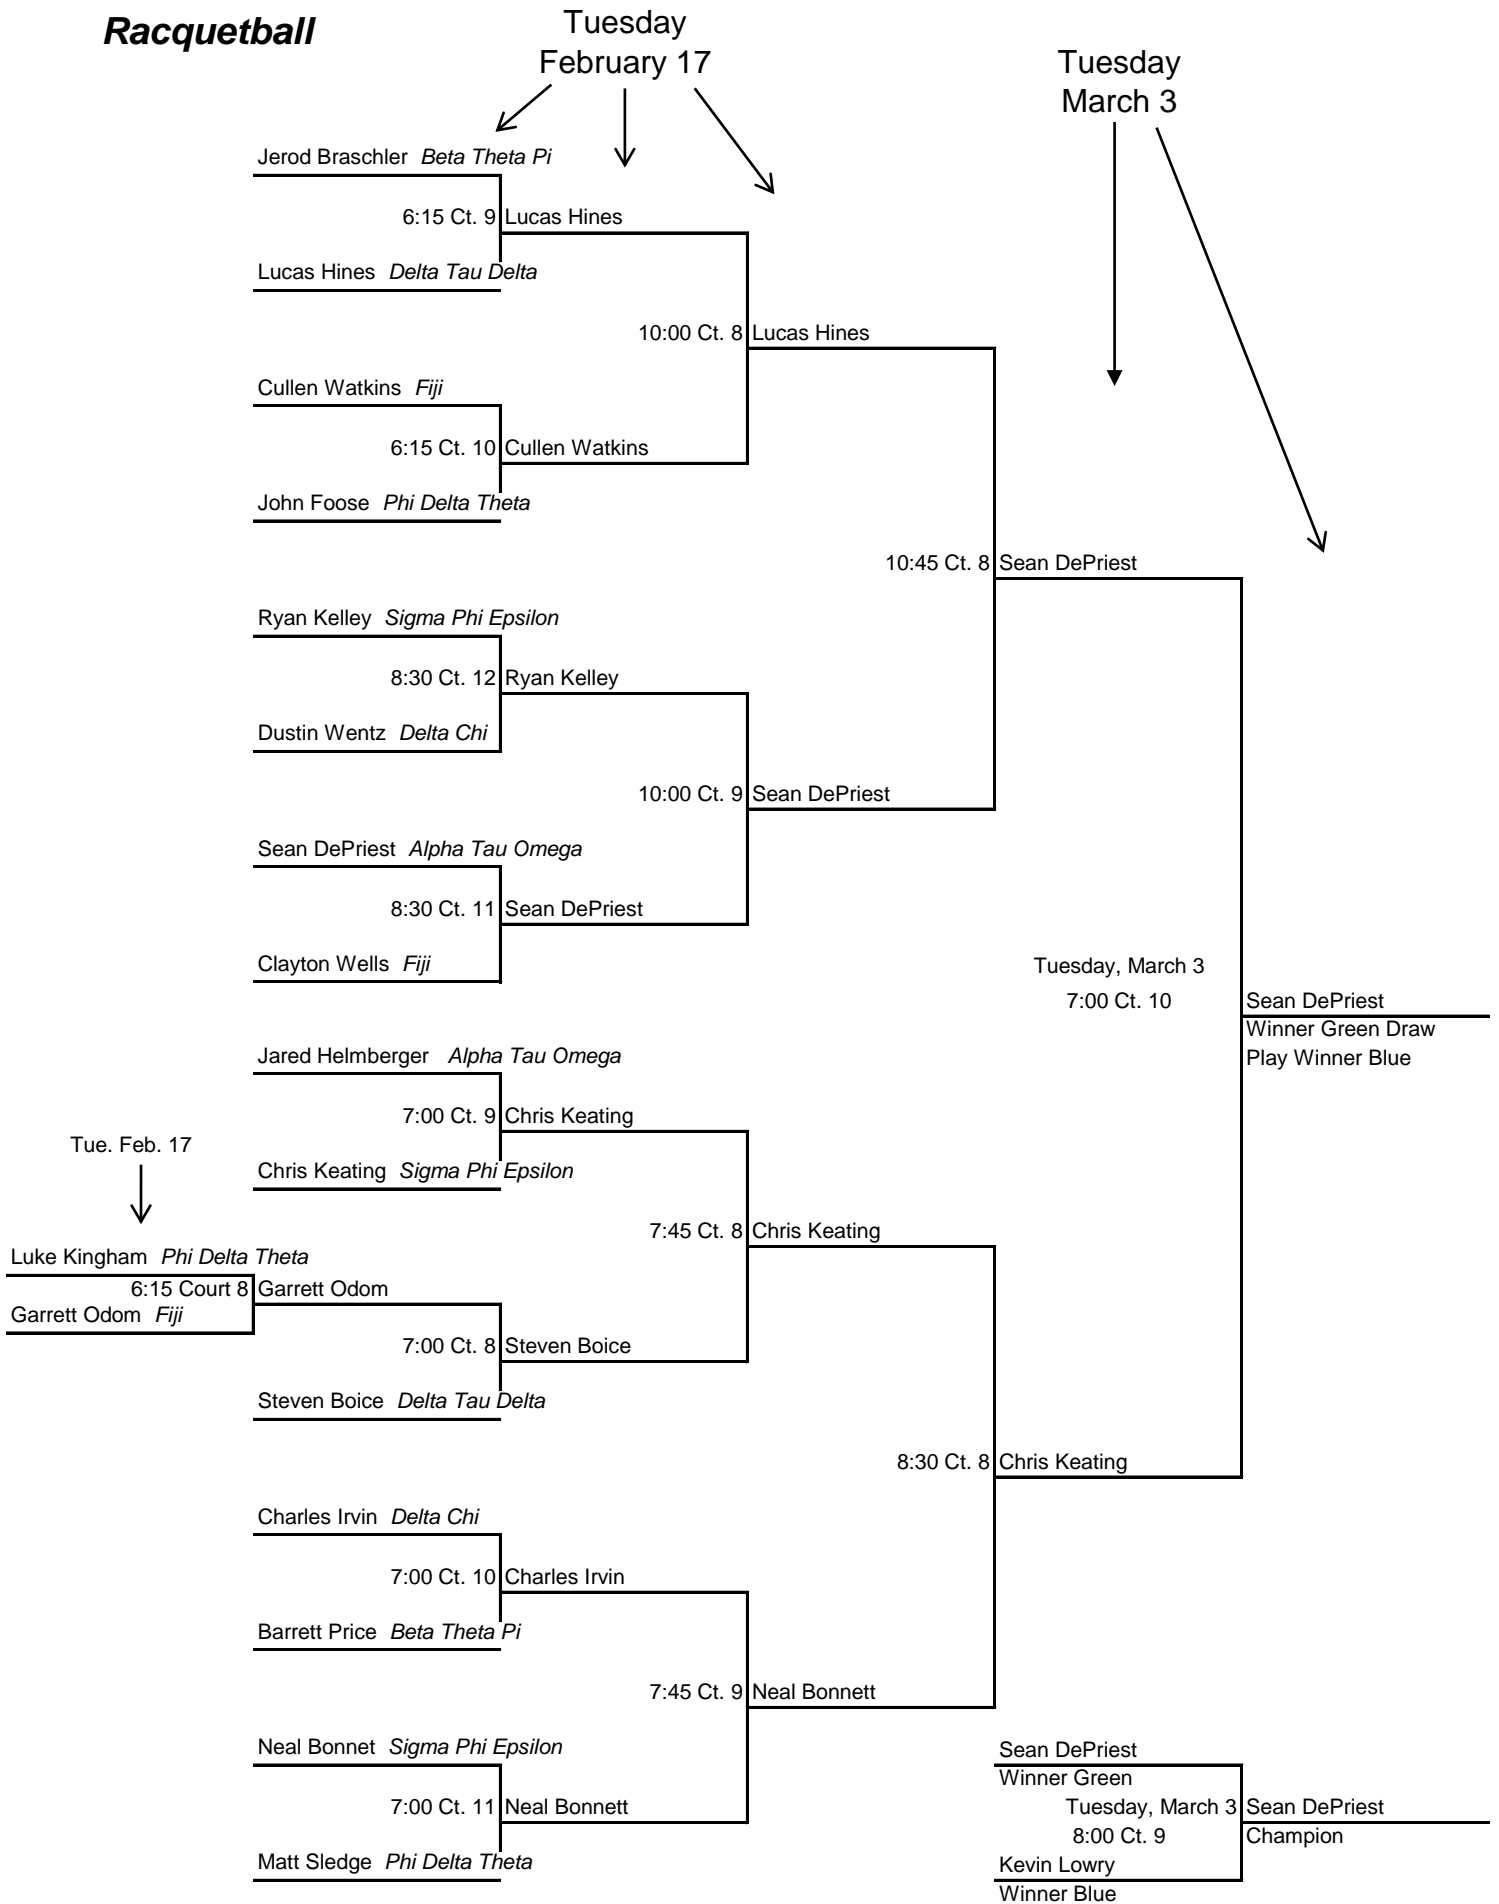 Racquetball
Tuesday
February 17
Tuesday
March 3
Jerod Braschler Beta Theta Pi
6:15 Ct. 9 Lucas Hines
Lucas Hines Delta Tau Delta
10:00 Ct. 8 Lucas Hines
Cullen Watkins Fiji
6:15 Ct. 10 Cullen Watkins
John Foose Phi Delta Theta
10:45 Ct. 8 Sean DePriest
Ryan Kelley Sigma Phi Epsilon
8:30 Ct. 12 Ryan Kelley
Dustin Wentz Delta Chi
10:00 Ct. 9 Sean DePriest
Sean DePriest Alpha Tau Omega
8:30 Ct. 11 Sean DePriest
Clayton Wells Fiji
Tuesday, March 3
7:00 Ct. 10 Sean DePriest
Winner Green Draw
Play Winner Blue
Jared Helmberger Alpha Tau Omega
7:00 Ct. 9 Chris Keating
Tue. Feb. 17
Chris Keating Sigma Phi Epsilon
7:45 Ct. 8 Chris Keating
Luke Kingham Phi Delta Theta
6:15 Court 8 Garrett Odom
Garrett Odom Fiji
7:00 Ct. 8 Steven Boice
Steven Boice Delta Tau Delta
8:30 Ct. 8 Chris Keating
Charles Irvin Delta Chi
7:00 Ct. 10 Charles Irvin
Barrett Price Beta Theta Pi
7:45 Ct. 9 Neal Bonnett
Neal Bonnet Sigma Phi Epsilon
Sean DePriest
Winner Green
7:00 Ct. 11 Neal Bonnett
Tuesday, March 3 Sean DePriest
8:00 Ct. 9 Champion
Matt Sledge Phi Delta Theta
Kevin Lowry
Winner Blue